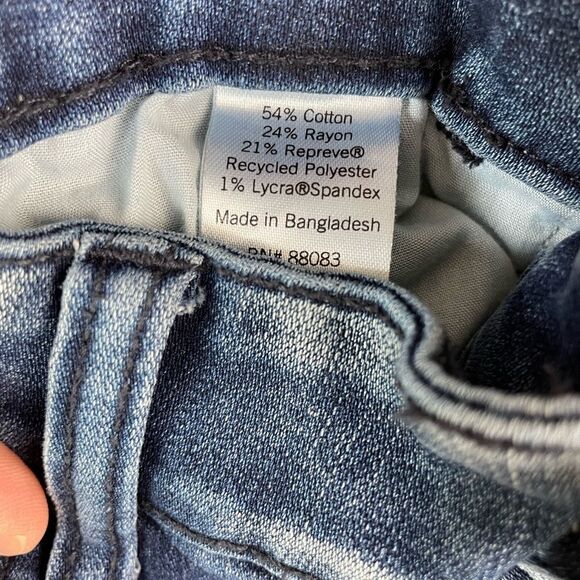 54% Cotton
24% Rayon
21% Repreve®
Recycled Polyester
1% Lycra®Spandex
Made in Bangladesh
RN# 88083